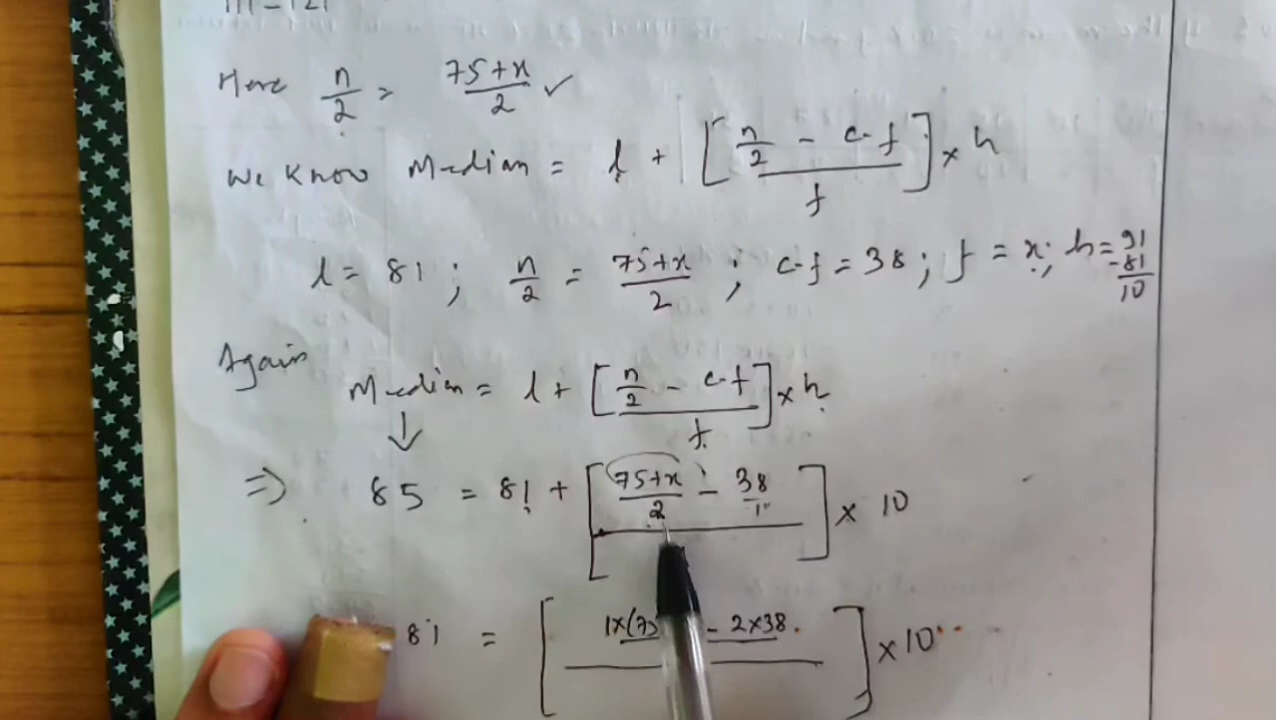 Here n/2 = 75+x/2 ✓
We know Median = l + [n/2 - c.f / f] × h
l = 81 ; n/2 = 75+x/2 ; c.f = 38 ; f = x ; h = 91 - 81 / 10
Again
Median = l + [n/2 - c.f / f] × h
↓
⇒ 85 = 81 + [75+x/2 - 38/1] × 10
81 = [1×(75 - 2×38] × 10